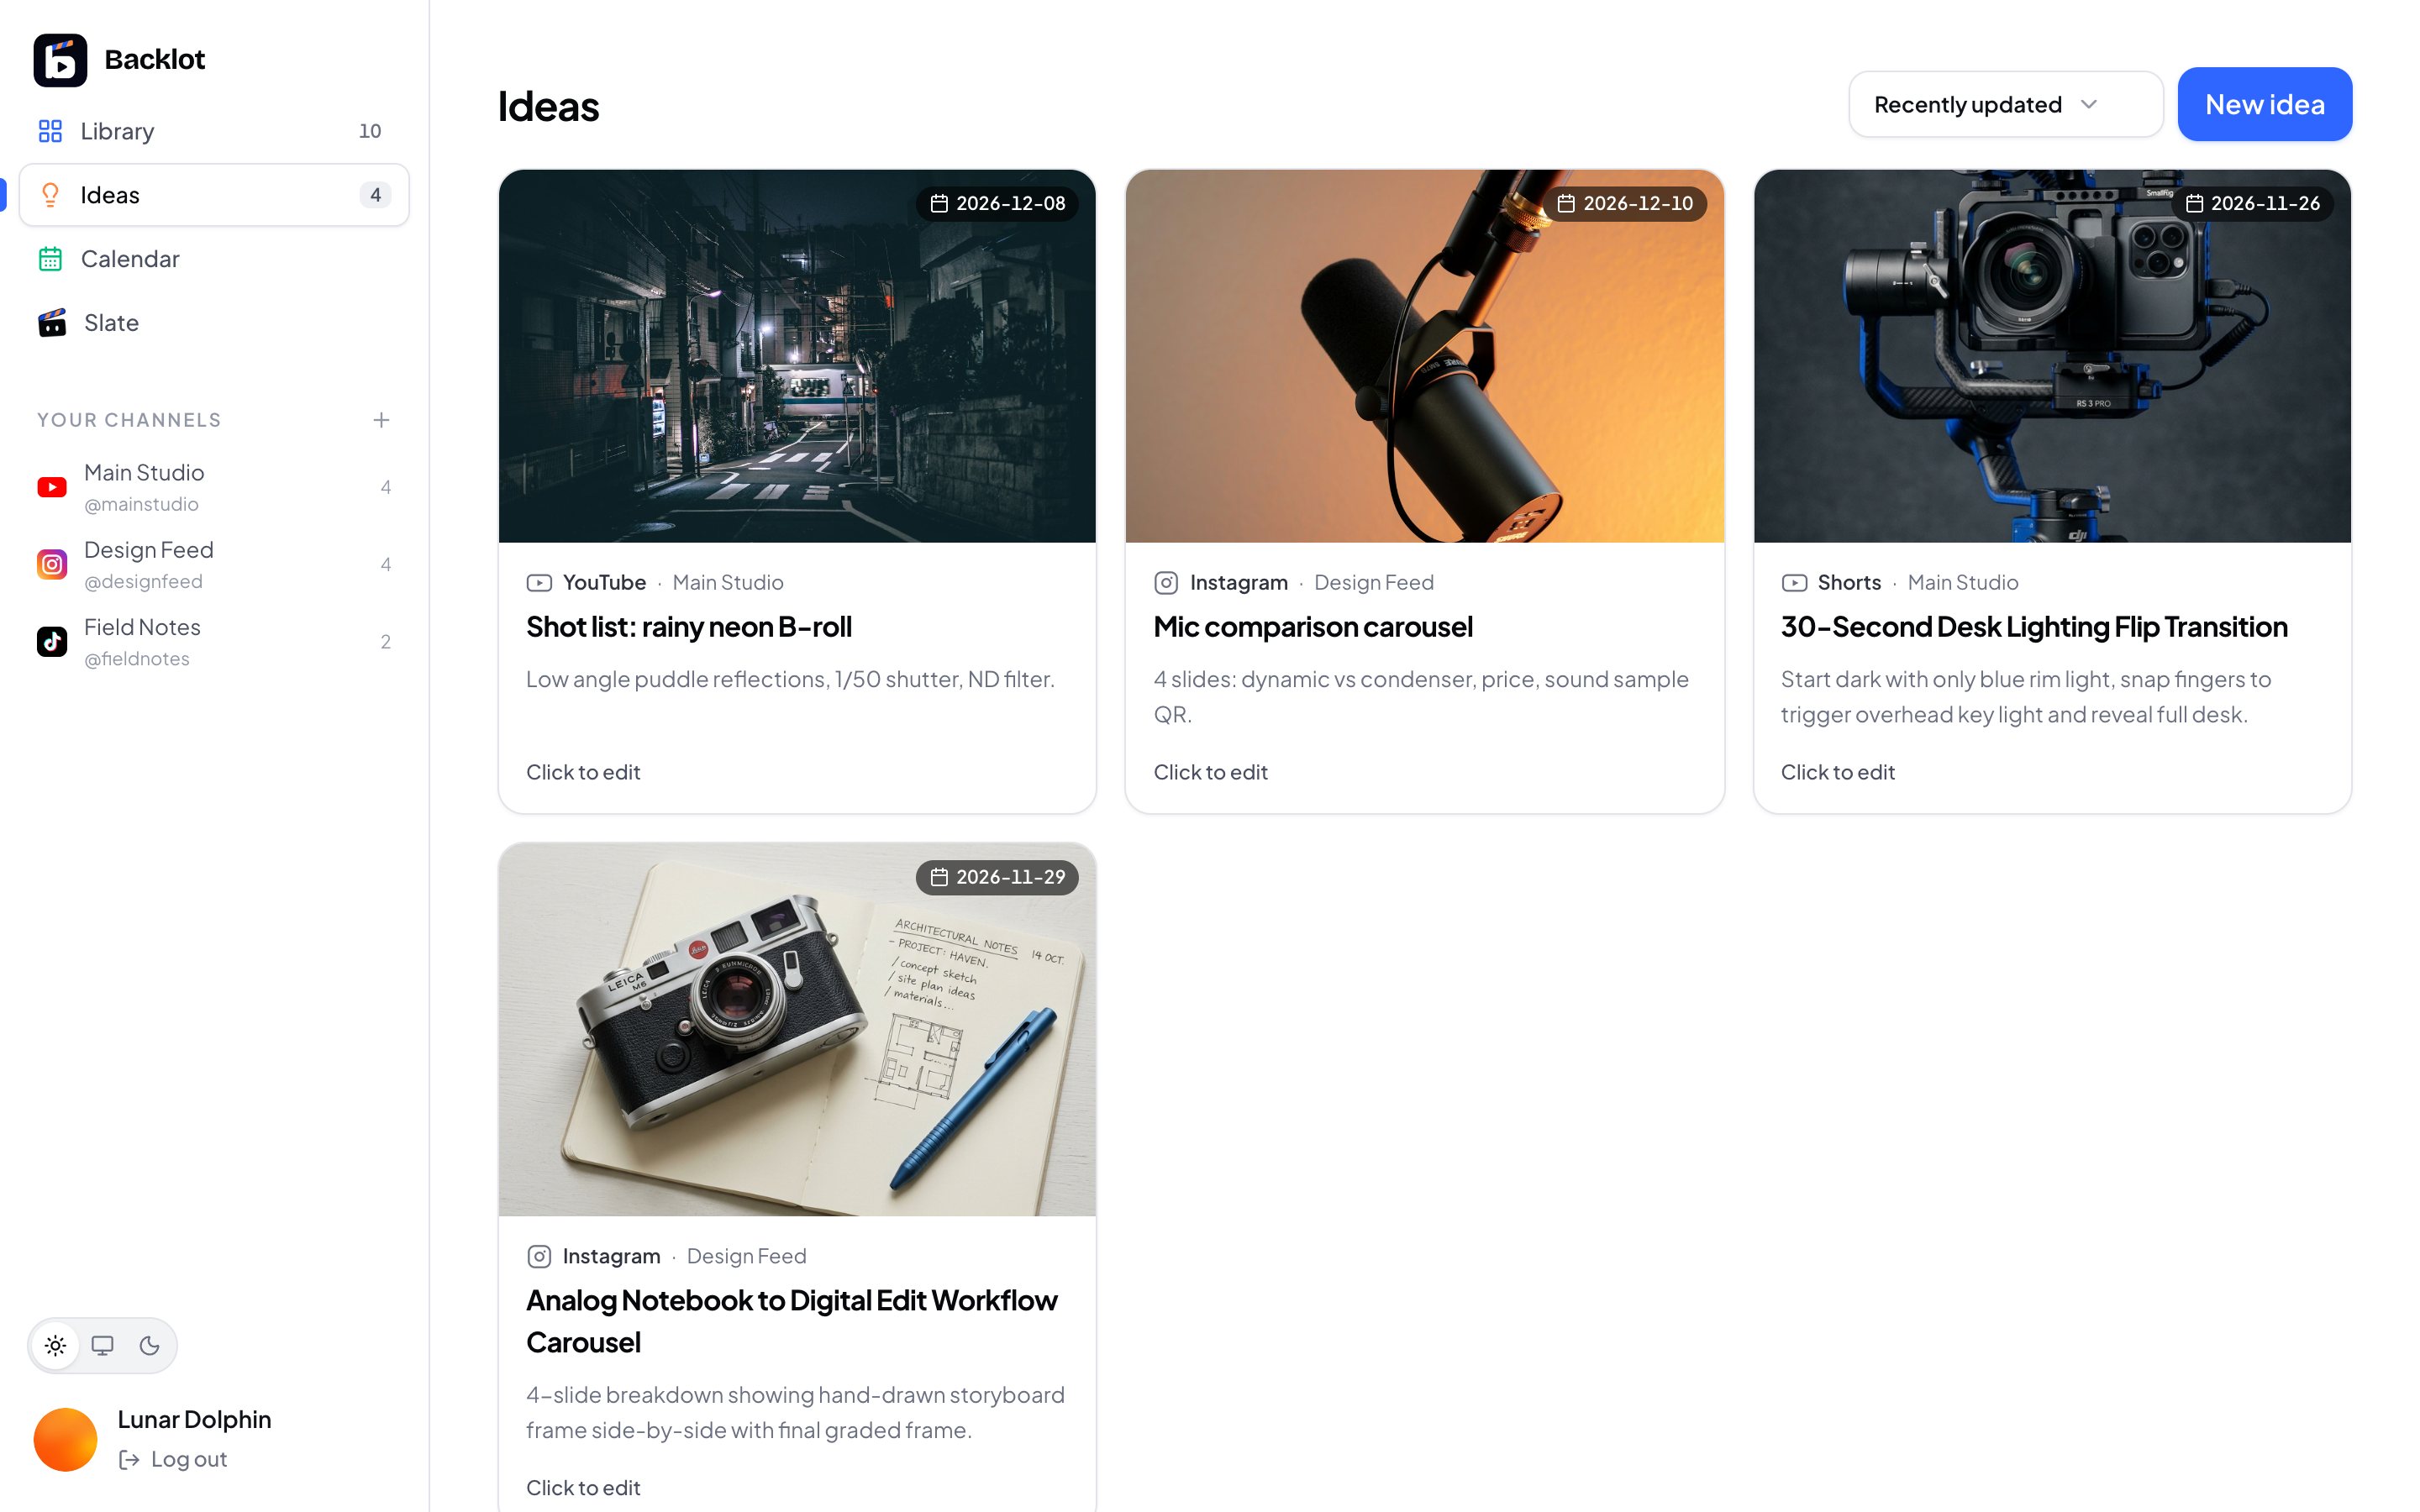 Backlot
Library 10
Ideas 4
Calendar
Slate
YOUR CHANNELS
Main Studio
@mainstudio
4
Design Feed
@designfeed
4
Field Notes
@fieldnotes
2
Lunar Dolphin
Log out
Ideas
Recently updated
New idea
2026-12-08
YouTube · Main Studio
Shot list: rainy neon B-roll
Low angle puddle reflections, 1/50 shutter, ND filter.
Click to edit
2026-12-10
Instagram · Design Feed
Mic comparison carousel
4 slides: dynamic vs condenser, price, sound sample
QR.
Click to edit
SmallRig
2026-11-26
RS 3 PRO
dji
Shorts · Main Studio
30-Second Desk Lighting Flip Transition
Start dark with only blue rim light, snap fingers to
trigger overhead key light and reveal full desk.
Click to edit
2026-11-29
ARCHITECTURAL NOTES
14 OCT.
- PROJECT: HAVEN.
/ concept sketch
/ site plan ideas
/ materials...
Leica
LEICA
M6
Instagram · Design Feed
Analog Notebook to Digital Edit Workflow
Carousel
4-slide breakdown showing hand-drawn storyboard
frame side-by-side with final graded frame.
Click to edit